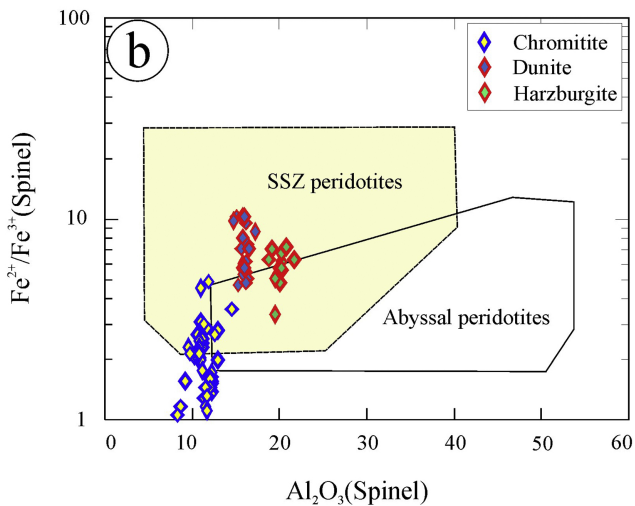 b
Chromitite
Dunite
Harzburgite
SSZ peridotites
Abyssal peridotites
Fe²⁺/Fe³⁺(Spinel)
100
10
1
0 10 20 30 40 50 60
Al₂O₃(Spinel)